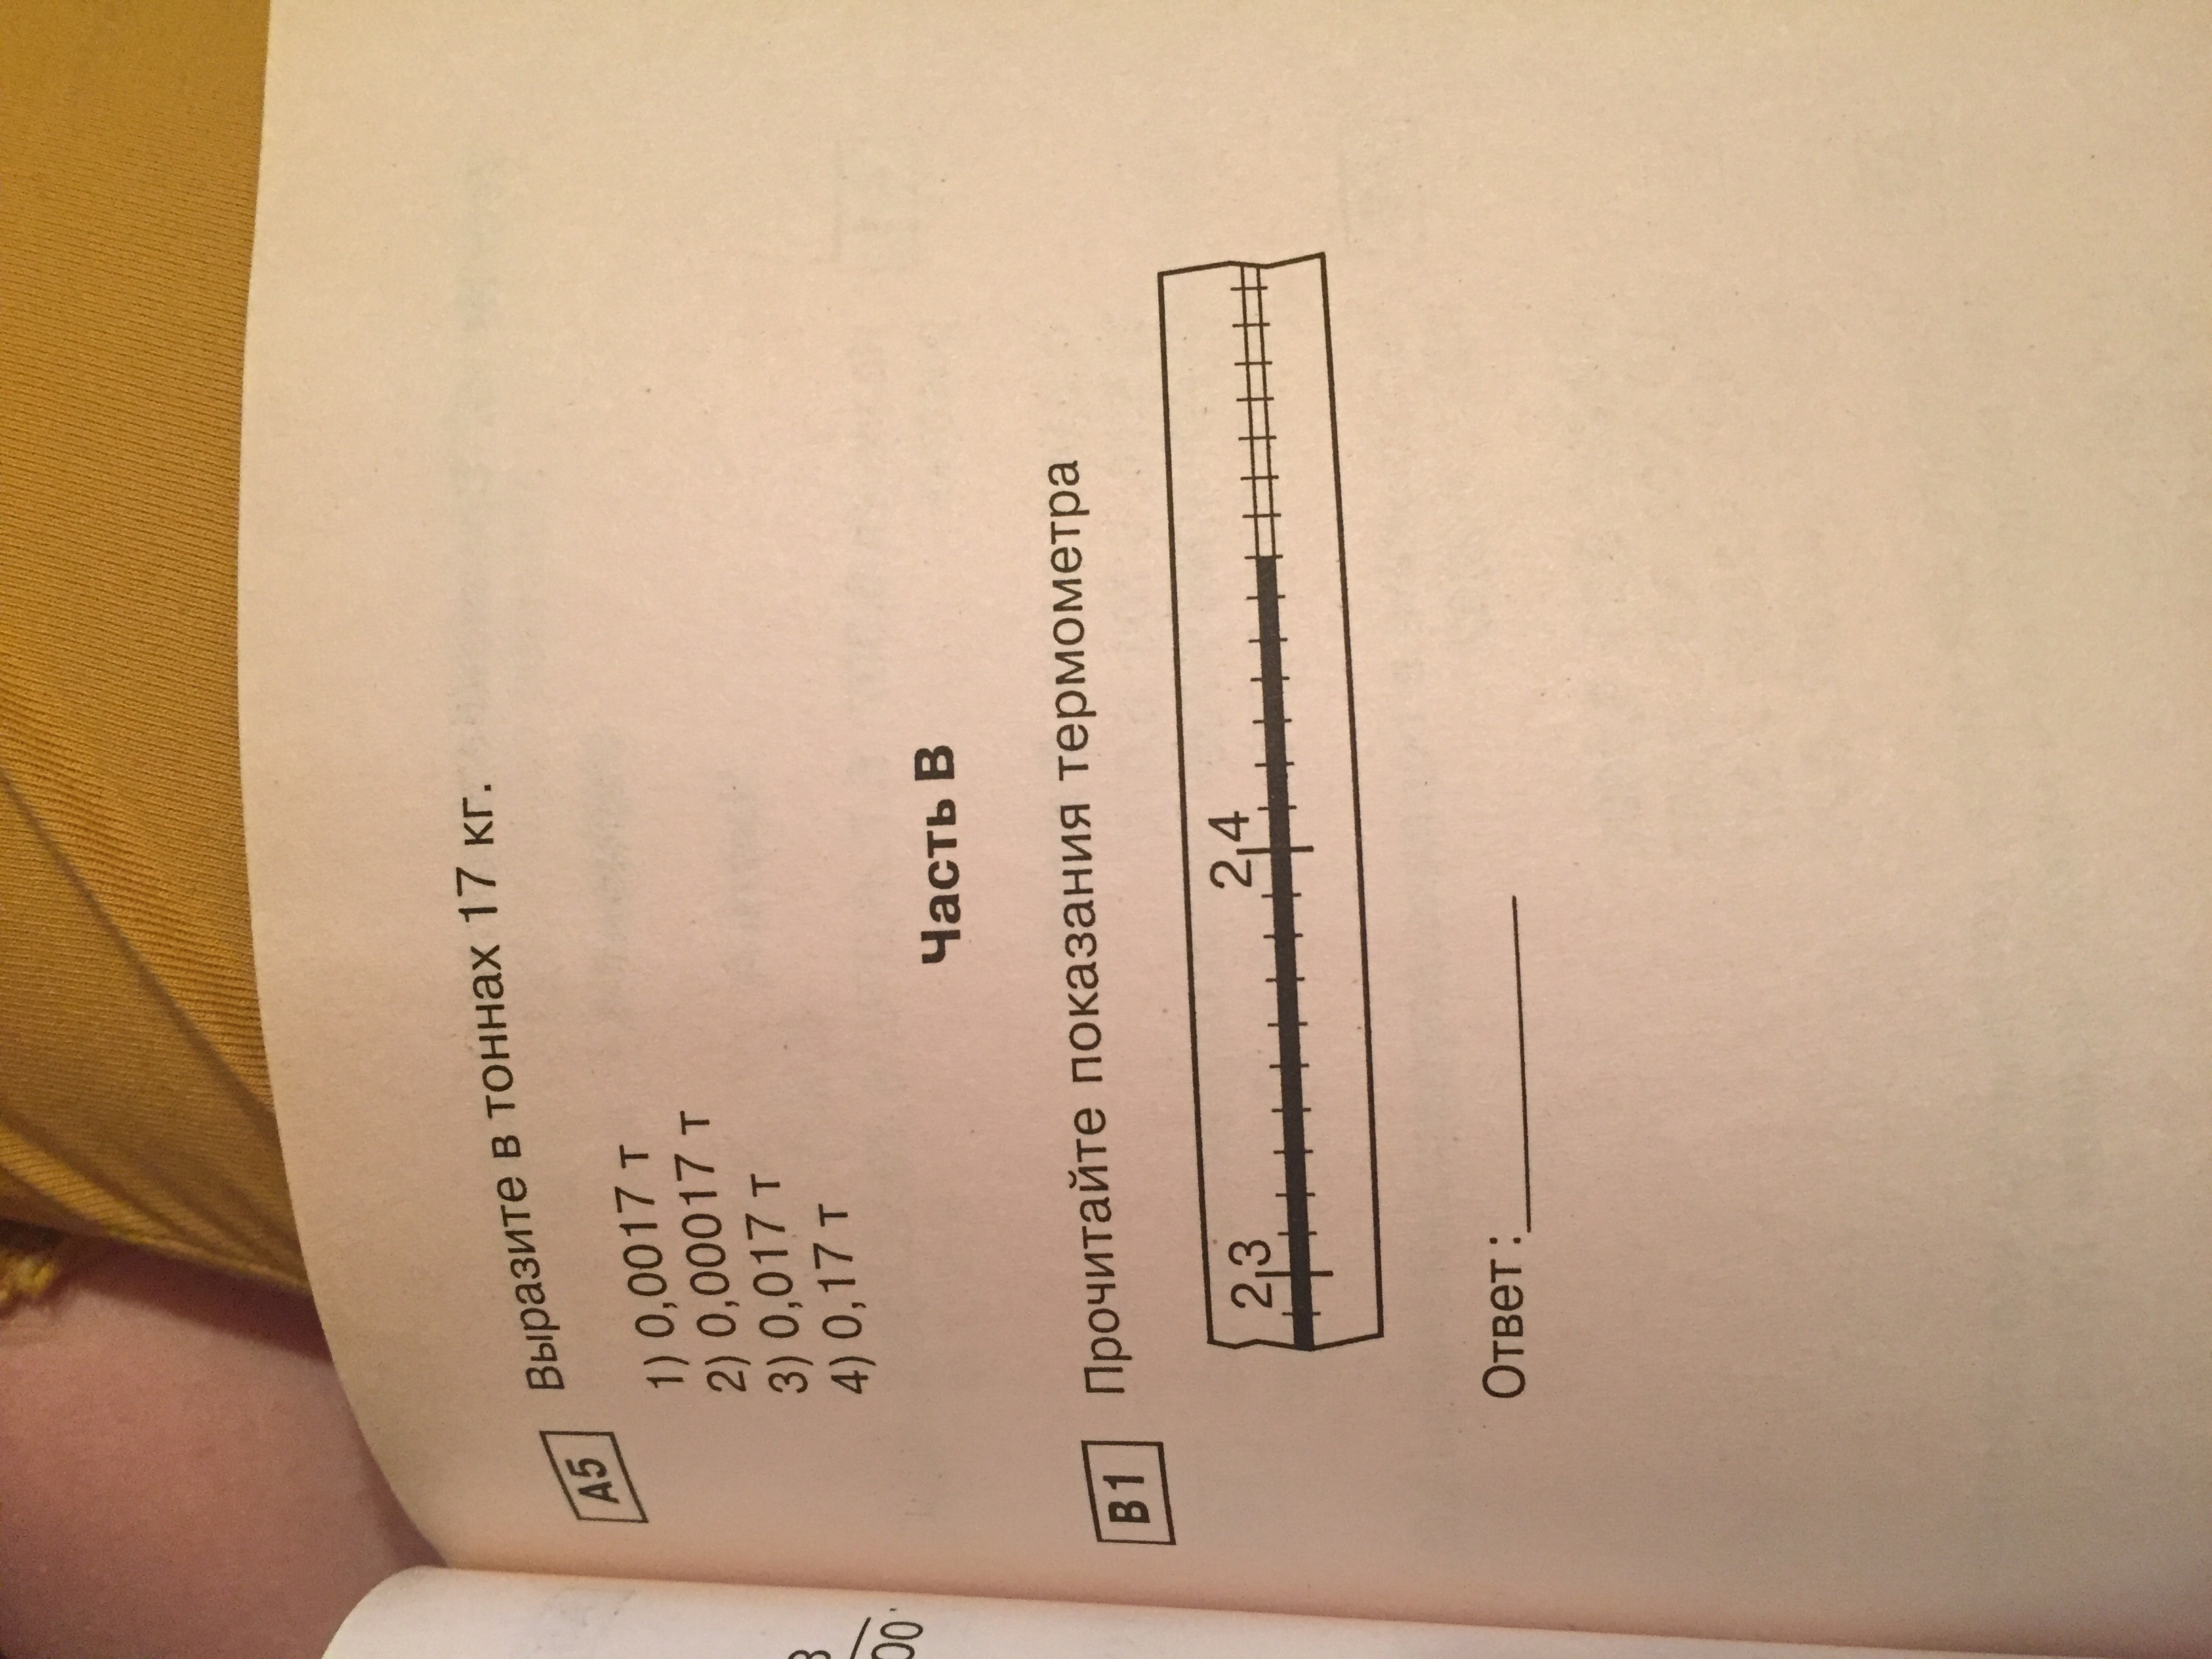 А5 Выразите в тоннах 17 кг.
1) 0,0017 т
2) 0,00017 т
3) 0,017 т
4) 0,17 т
Часть В
В1 Прочитайте показания термометра
2,3 2,4
Ответ: